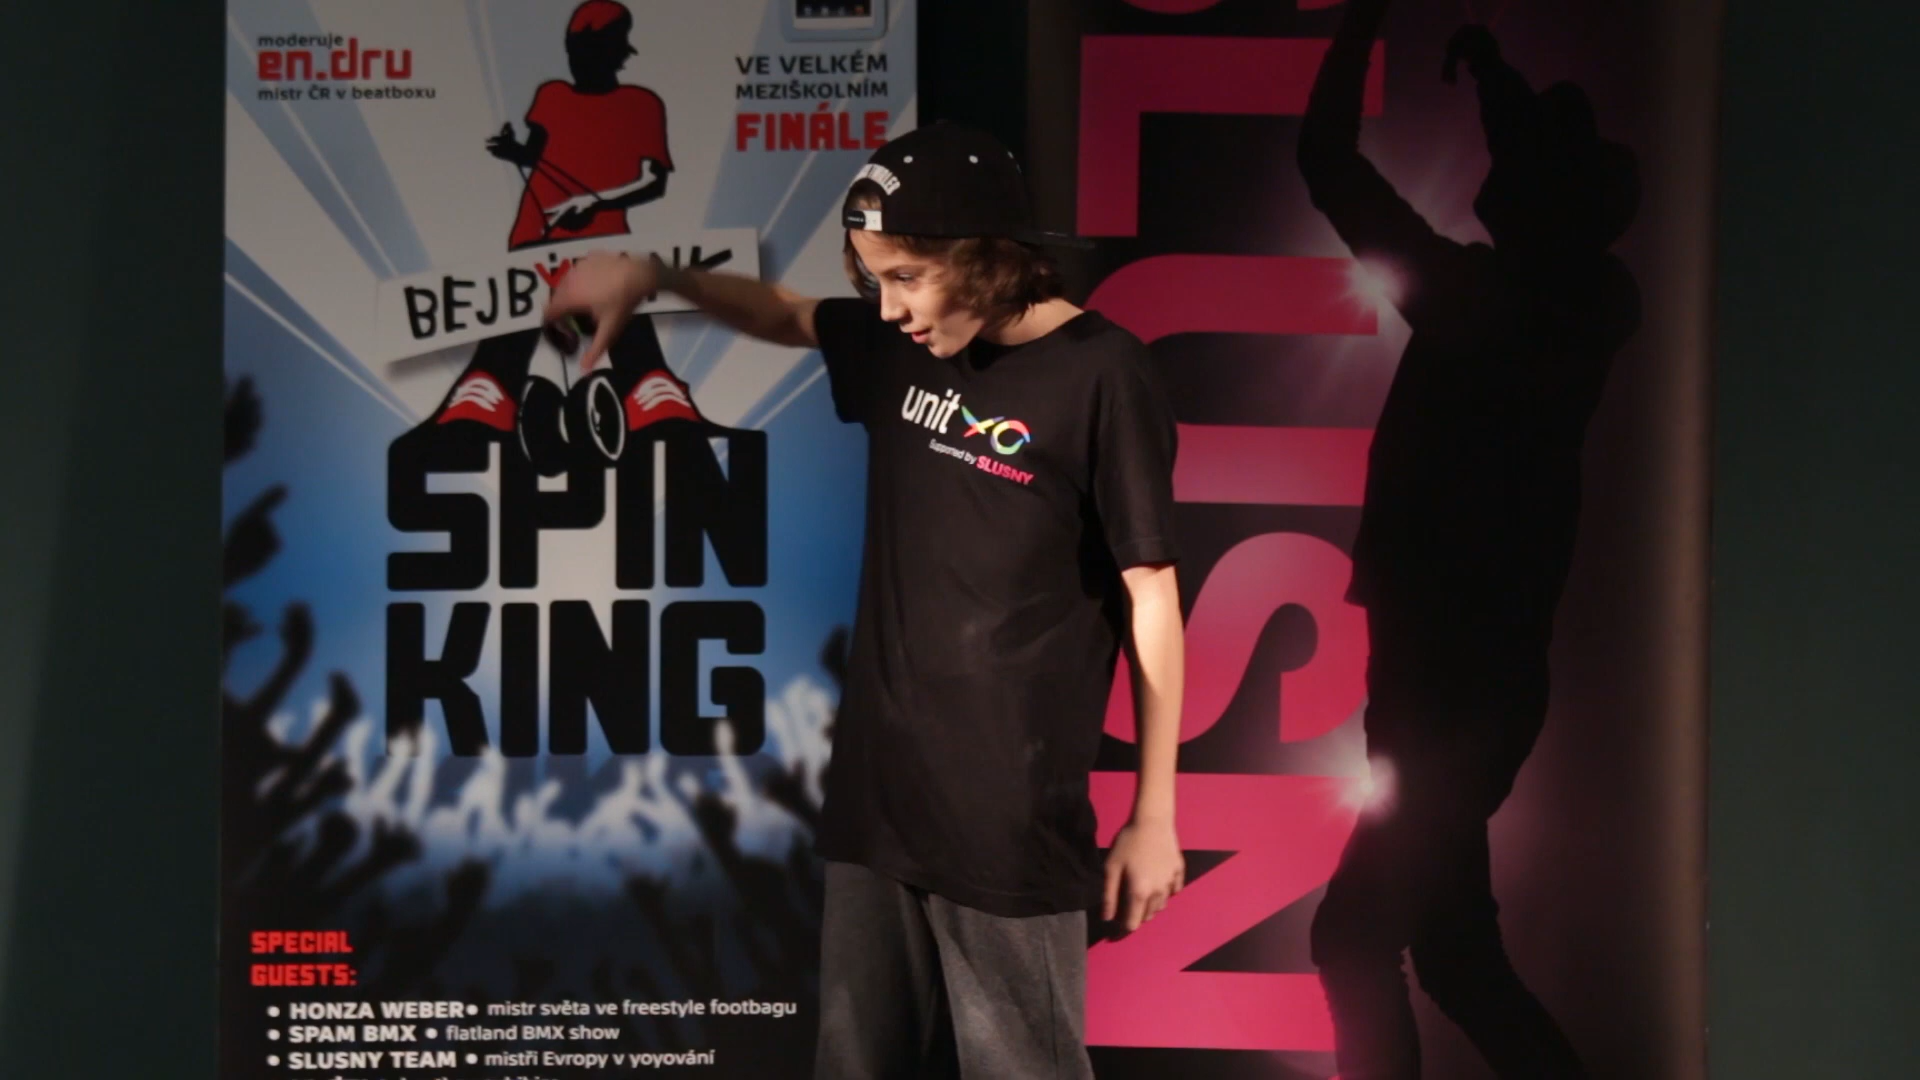 moderuje
en.dru
mistr ČR v beatboxu
VE VELKÉM
MEZIŠKOLNÍM
FINÁLE
SPIN
KING
unit
Supported by SLUSNY
SPECIAL
GUESTS:
• HONZA WEBER • mistr světa ve freestyle footbagu
• SPAM BMX • flatland BMX show
• SLUSNY TEAM • mistři Evropy v yoyování
SLUSN